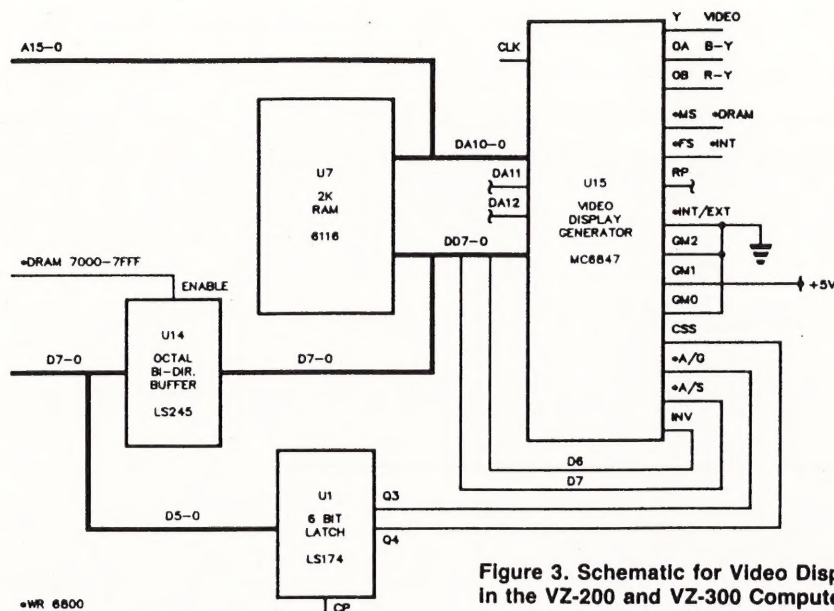 Y VIDEO
A15-0
CLK
OA B-Y
OB R-Y
*MS *DRAM
DA10-0
*FS *INT
U7
2K
RAM
6116
DA11
U15
RP
DA12
VIDEO
DISPLAY
GENERATOR
MC6847
*INT/EXT
DD7-0
GM2
*DRAM 7000-7FFF
ENABLE
GM1
+5V
GM0
U14
OCTAL
BI-DIR.
BUFFER
LS245
CSS
D7-0
D7-0
*A/G
*A/S
INV
D6
D7
U1
6 BIT
LATCH
LS174
Q3
Q4
D5-0
*WR 6800
CP
Figure 3. Schematic for Video Disp
in the VZ-200 and VZ-300 Compute